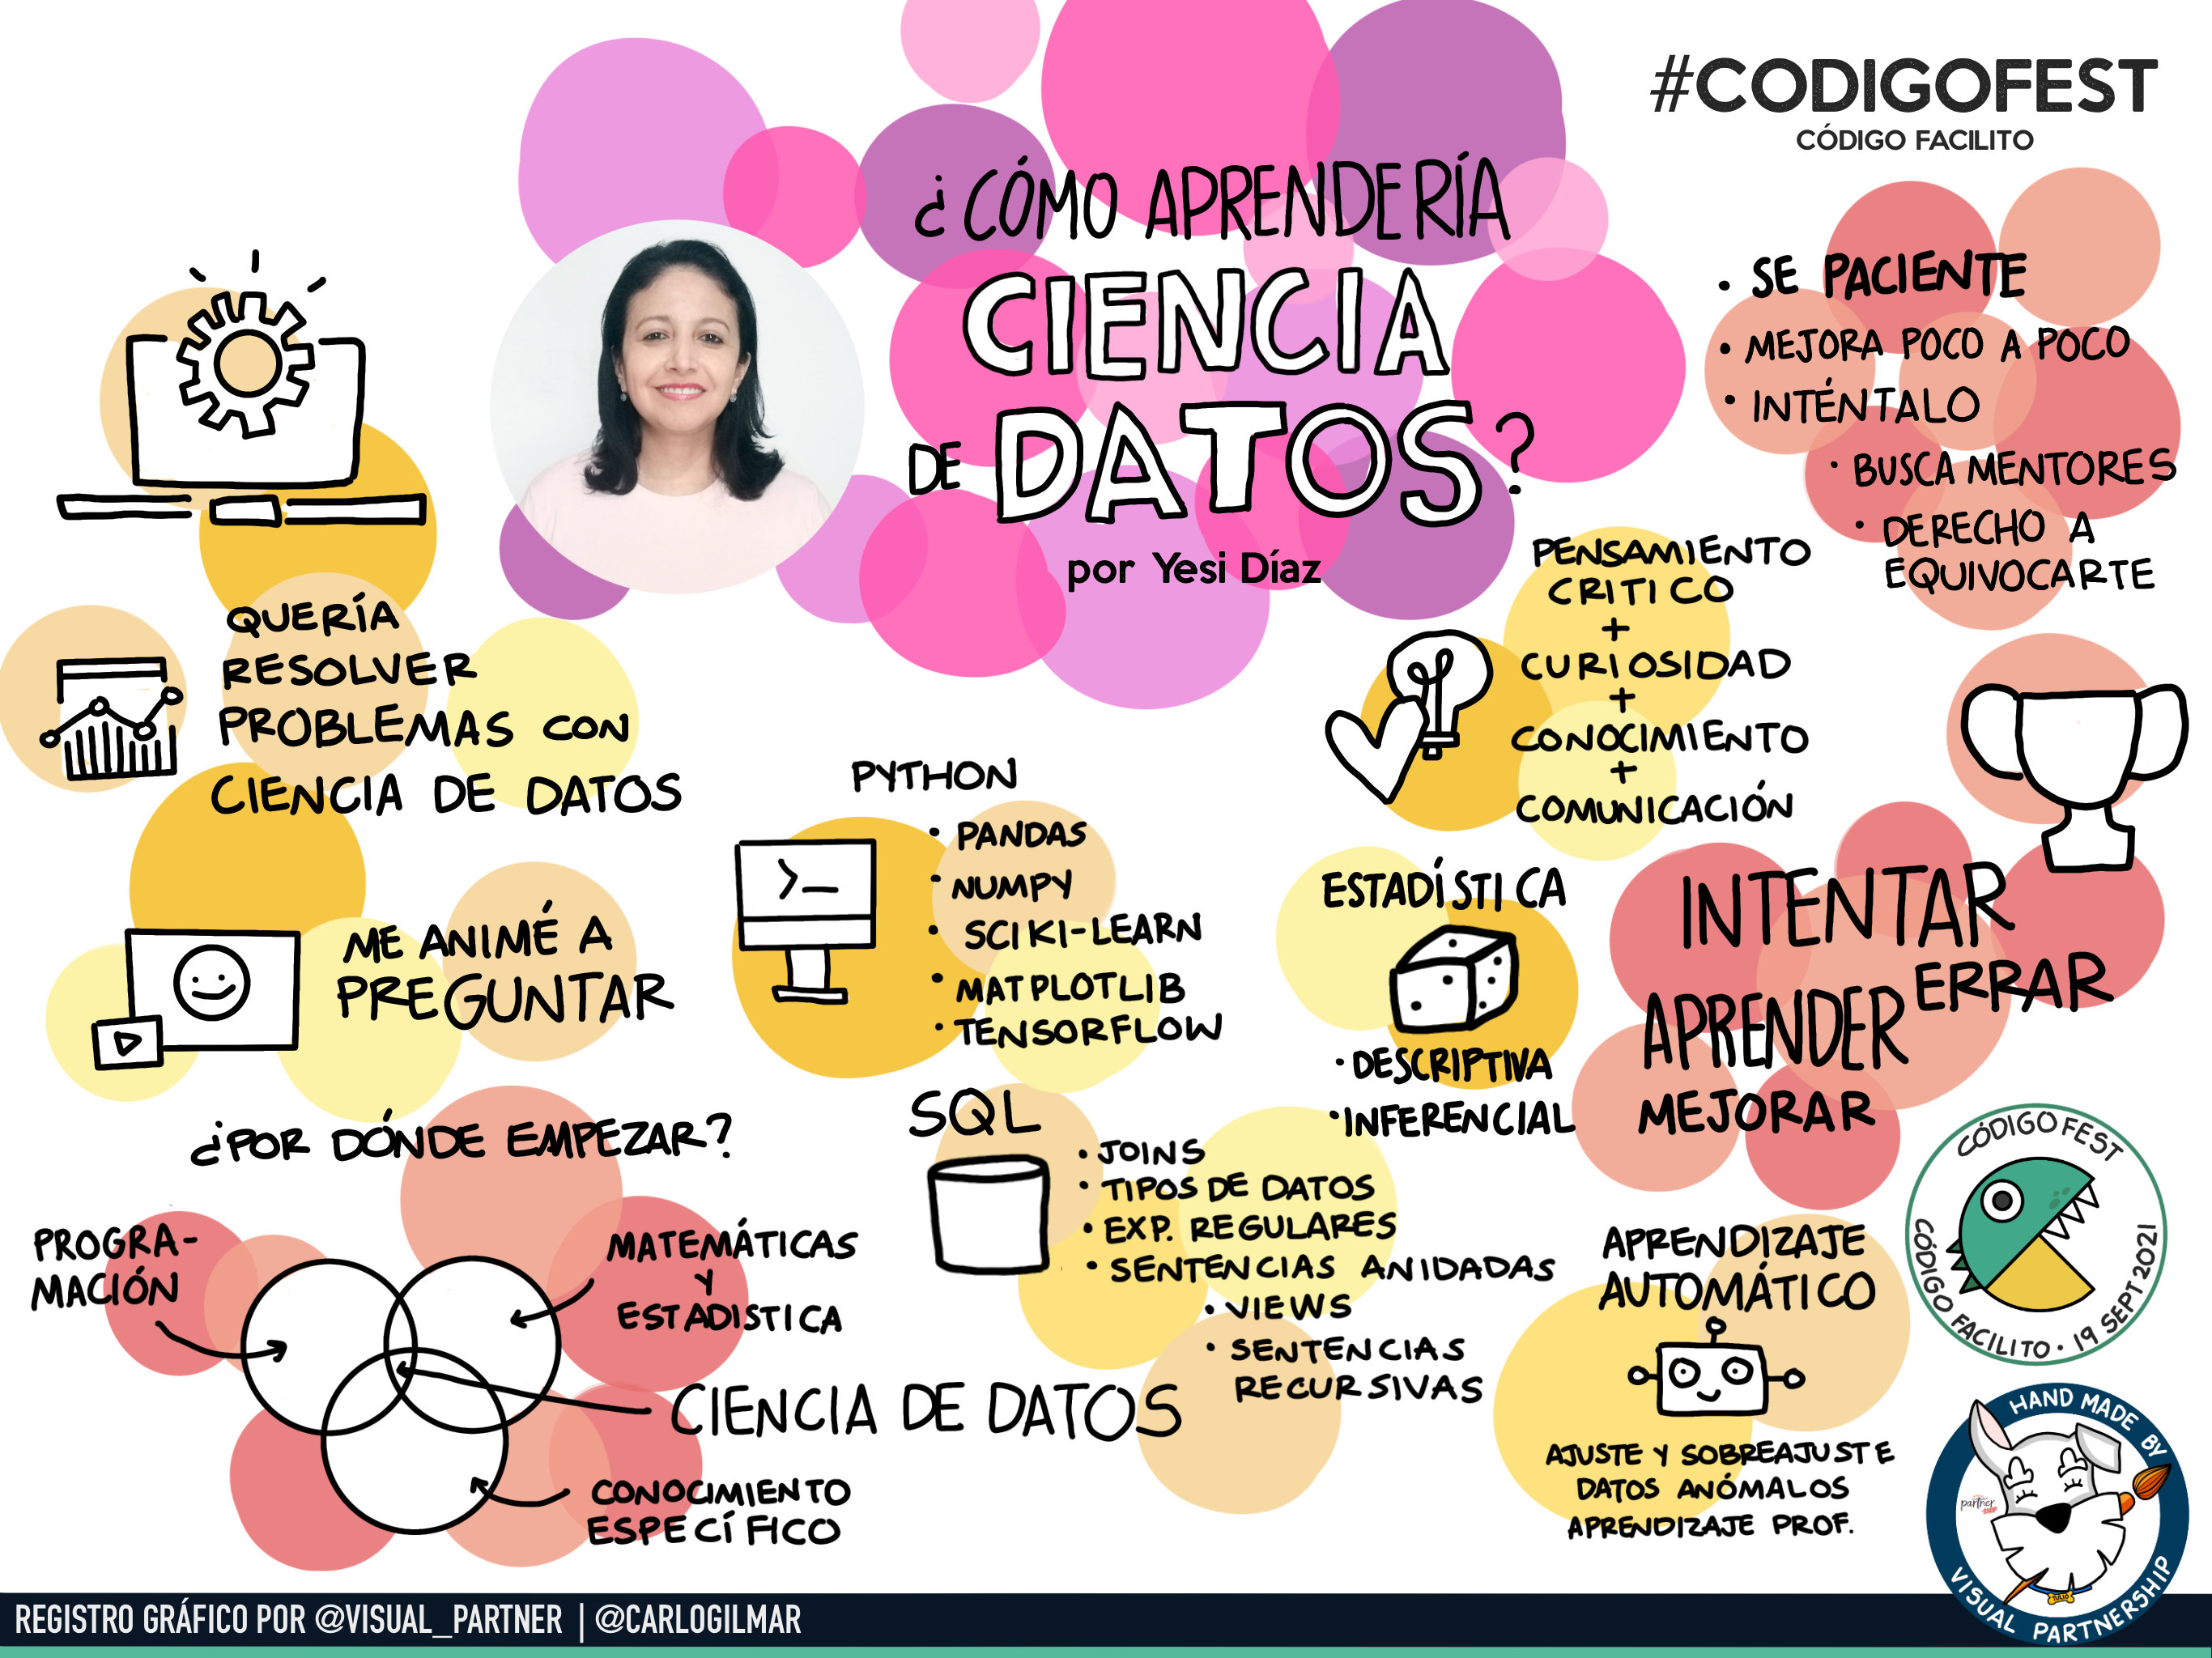 #CODIGOFEST
CÓDIGO FACILITO
¿CÓMO APRENDERÍA
CIENCIA
DE DATOS?
por Yesi Díaz
QUERÍA
RESOLVER
PROBLEMAS CON
CIENCIA DE DATOS
ME ANIMÉ A
PREGUNTAR
¿POR DÓNDE EMPEZAR?
PROGRA-
MACIÓN
MATEMÁTICAS
Y
ESTADISTICA
CIENCIA DE DATOS
CONOCIMIENTO
ESPECÍFICO
PYTHON
>_
• PANDAS
• NUMPY
• SCIKI-LEARN
• MATPLOTLIB
• TENSORFLOW
SQL
• JOINS
• TIPOS DE DATOS
• EXP. REGULARES
• SENTENCIAS ANIDADAS
• VIEWS
• SENTENCIAS
RECURSIVAS
PENSAMIENTO
CRITICO
+
CURIOSIDAD
+
CONOCIMIENTO
+
COMUNICACIÓN
ESTADÍSTICA
• DESCRIPTIVA
• INFERENCIAL
APRENDIZAJE
AUTOMÁTICO
AJUSTE Y SOBREAJUSTE
DATOS ANÓMALOS
APRENDIZAJE PROF.
• SE PACIENTE
• MEJORA POCO A POCO
• INTÉNTALO
• BUSCA MENTORES
• DERECHO A
EQUIVOCARTE
INTENTAR
ERRAR
APRENDER
MEJORAR
CÓDIGO FEST
CÓDIGO FACILITO • 19 SEPT 2021
HAND MADE BY
partner
VISUAL PARTNERSHIP
REGISTRO GRÁFICO POR @VISUAL_PARTNER | @CARLOGILMAR